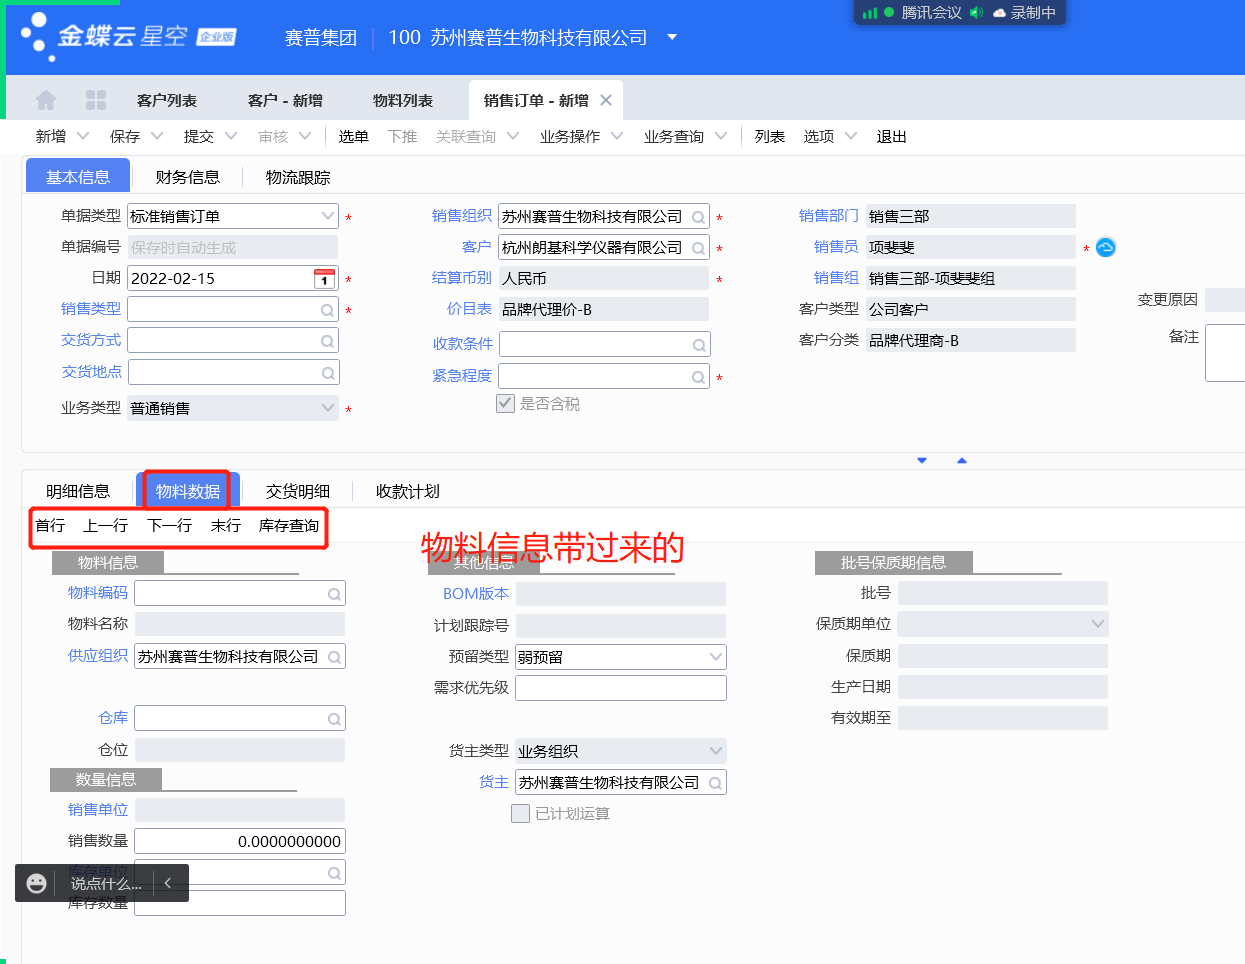 腾讯会议 录制中
金蝶云 星空 企业版 赛普集团 100 苏州赛普生物科技有限公司
客户列表 客户 - 新增 物料列表 销售订单 - 新增
新增 保存 提交 审核 选单 下推 关联查询 业务操作 业务查询 列表 选项 退出
基本信息 财务信息 物流跟踪
单据类型 标准销售订单 * 销售组织 苏州赛普生物科技有限公司 * 销售部门 销售三部
单据编号 保存时自动生成 客户 杭州朗基科学仪器有限公司 * 销售员 项斐斐 *
日期 2022-02-15 1 * 结算币别 人民币 * 销售组 销售三部-项斐斐组
销售类型 * 价目表 品牌代理价-B 客户类型 公司客户 变更原因
交货方式 收款条件 客户分类 品牌代理商-B 备注
交货地点 紧急程度 *
业务类型 普通销售 * 是否含税
明细信息 物料数据 交货明细 收款计划
首行 上一行 下一行 末行 库存查询
物料信息带过来的
物料信息 其他信息 批号保质期信息
物料编码 BOM版本 批号
物料名称 计划跟踪号 保质期单位
供应组织 苏州赛普生物科技有限公司 预留类型 弱预留 保质期
需求优先级 生产日期
仓库 有效期至
仓位 货主类型 业务组织
数量信息 货主 苏州赛普生物科技有限公司
销售单位 已计划运算
销售数量 0.0000000000
库存单位
说点什么...
库存数量